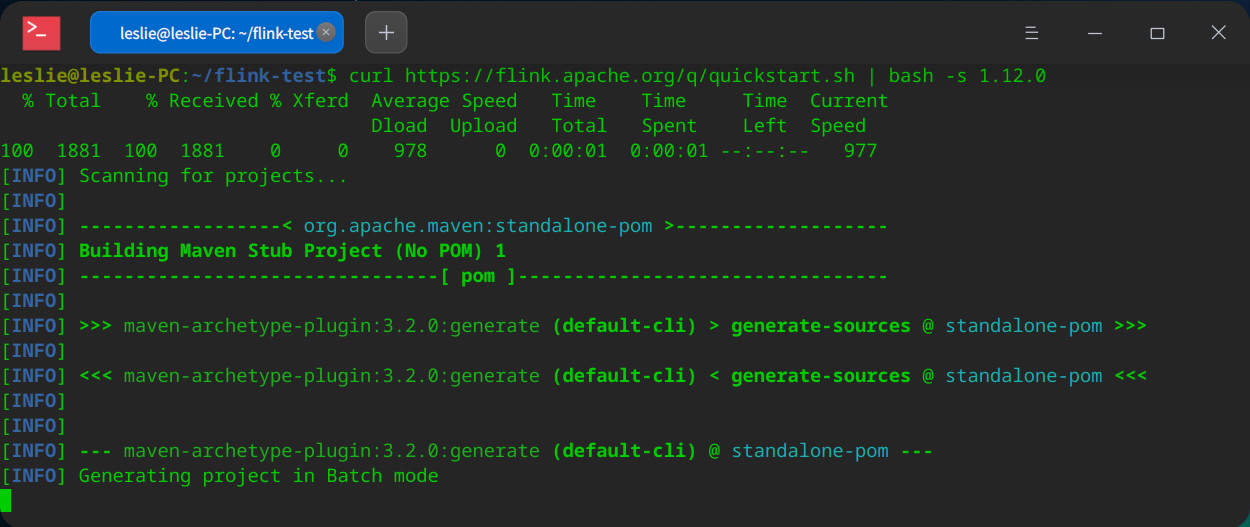 leslie@leslie-PC: ~/flink-test
leslie@leslie-PC:~/flink-test$ curl https://flink.apache.org/q/quickstart.sh | bash -s 1.12.0
  % Total    % Received % Xferd  Average Speed   Time    Time     Time  Current
                                 Dload  Upload   Total   Spent    Left  Speed
100  1881  100  1881    0     0    978      0  0:00:01  0:00:01 --:--:--   977
[INFO] Scanning for projects...
[INFO]
[INFO] ------------------< org.apache.maven:standalone-pom >-------------------
[INFO] Building Maven Stub Project (No POM) 1
[INFO] --------------------------------[ pom ]---------------------------------
[INFO]
[INFO] >>> maven-archetype-plugin:3.2.0:generate (default-cli) > generate-sources @ standalone-pom >>>
[INFO]
[INFO] <<< maven-archetype-plugin:3.2.0:generate (default-cli) < generate-sources @ standalone-pom <<<
[INFO]
[INFO]
[INFO] --- maven-archetype-plugin:3.2.0:generate (default-cli) @ standalone-pom ---
[INFO] Generating project in Batch mode